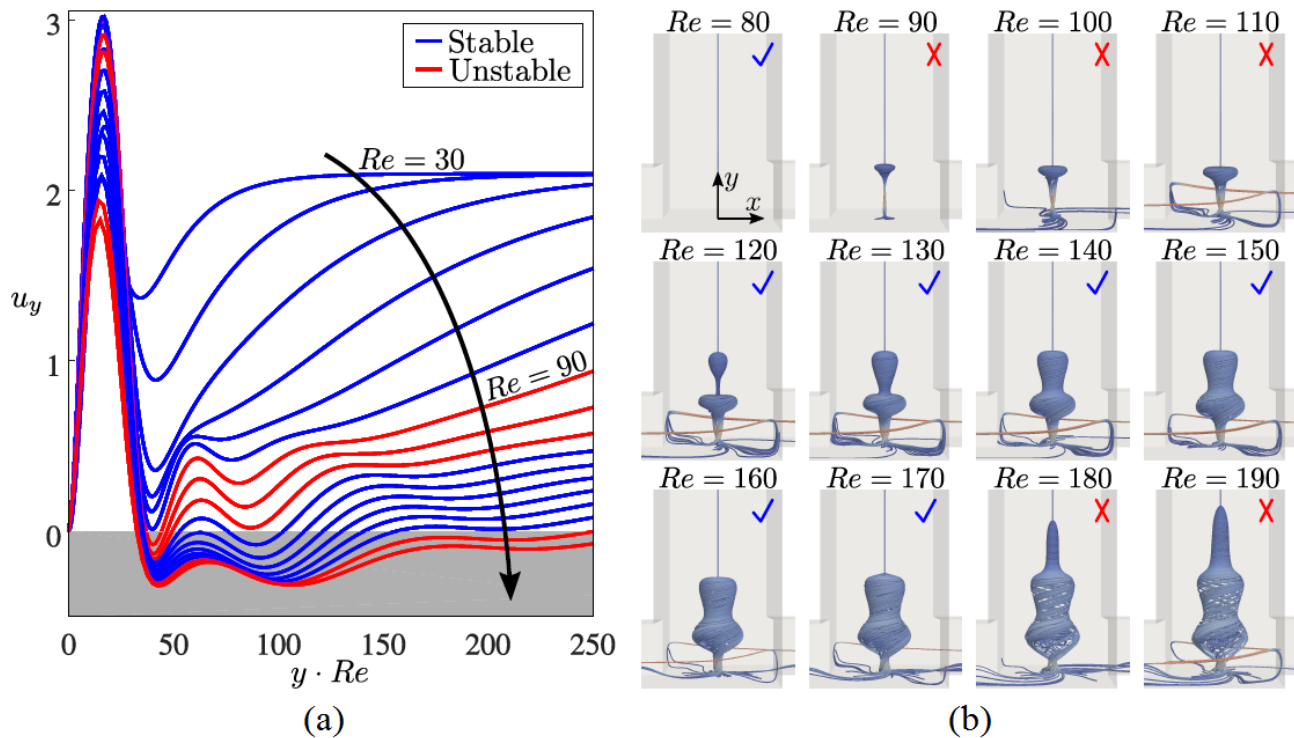 3
2
1
0
u_y
Stable
Unstable
Re = 30
Re = 90
0 50 100 150 200 250
y · Re
(a)
Re = 80 Re = 90 Re = 100 Re = 110
y
x
Re = 120 Re = 130 Re = 140 Re = 150
Re = 160 Re = 170 Re = 180 Re = 190
(b)